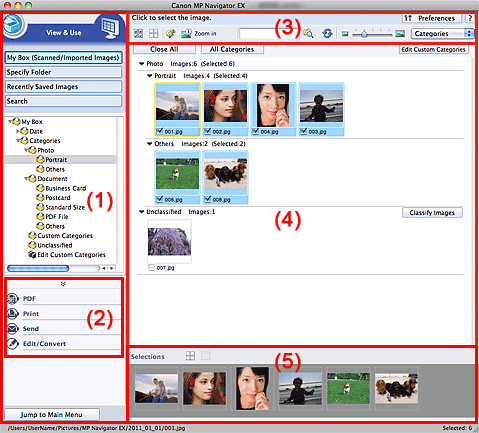 Canon MP Navigator EX
View & Use
Click to select the image.
(3)
Preferences
?
Zoom in
Categories
My Box (Scanned/Imported Images)
Specify Folder
Recently Saved Images
Search
Close All
All Categories
Edit Custom Categories
Photo Images:6 (Selected:6)
Portrait Images:4 (Selected:4)
001.jpg
002.jpg
004.jpg
003.jpg
Others Images:2 (Selected:2)
006.jpg
008.jpg
Unclassified Images:1
Classify Images
007.jpg
(4)
My Box
Date
Categories
Photo
Portrait
Others
Document
Business Card
Postcard
Standard Size
PDF File
Others
Custom Categories
Unclassified
Edit Custom Categories
(1)
PDF
Print
Send
Edit/Convert
(2)
Jump to Main Menu
Selections
(5)
/Users/UserName/Pictures/MP Navigator EX/2011_01_01/001.jpg
Selected: 6